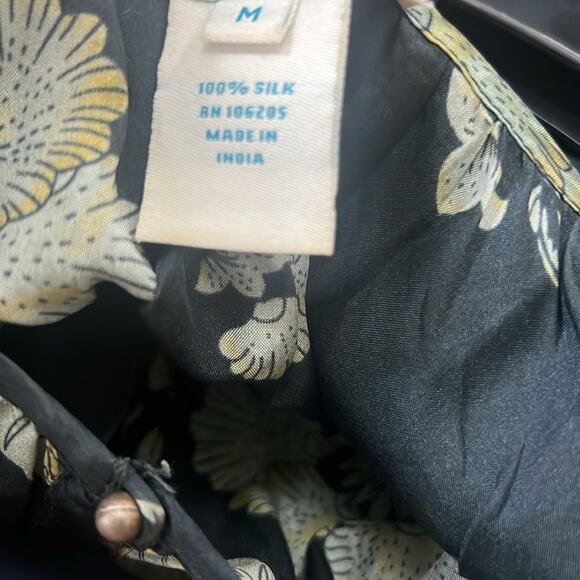 M
100% SILK
RN 106205
MADE IN
INDIA